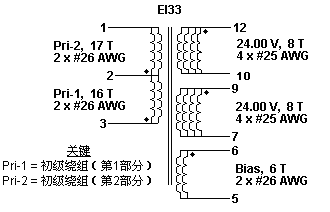 EI33
1
Pri-2, 17 T
2 x #26 AWG
2
Pri-1, 16 T
2 x #26 AWG
3
12
24.00 V, 8 T
4 x #25 AWG
10
9
24.00 V, 8 T
4 x #25 AWG
7
6
Bias, 6 T
2 x #26 AWG
5
关键
Pri-1 = 初级绕组（第1部分）
Pri-2 = 初级绕组（第2部分）